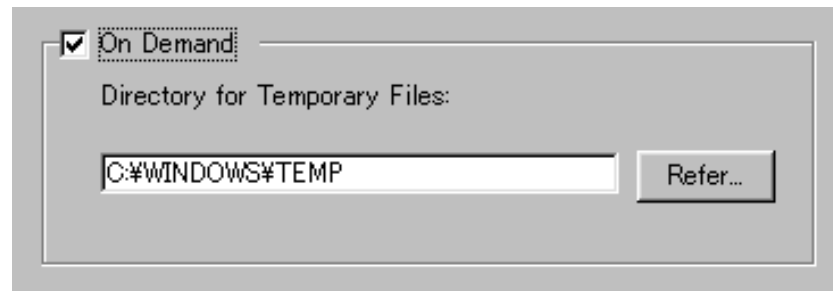 On Demand
Directory for Temporary Files:
C:¥WINDOWS¥TEMP
Refer...